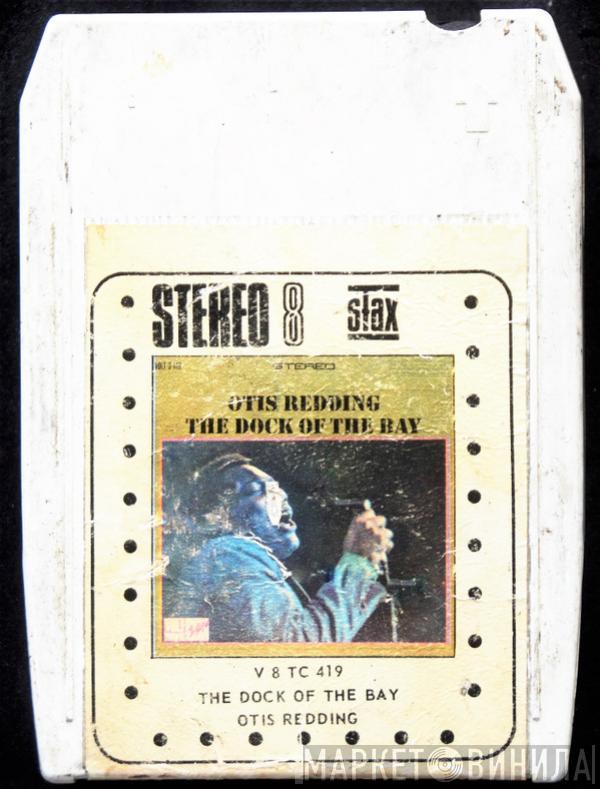 STEREO 8
stax
STEREO
OTIS REDDING
THE DOCK OF THE BAY
V 8 TC 419
THE DOCK OF THE BAY
OTIS REDDING
МАРКЕТ ВИНИЛА